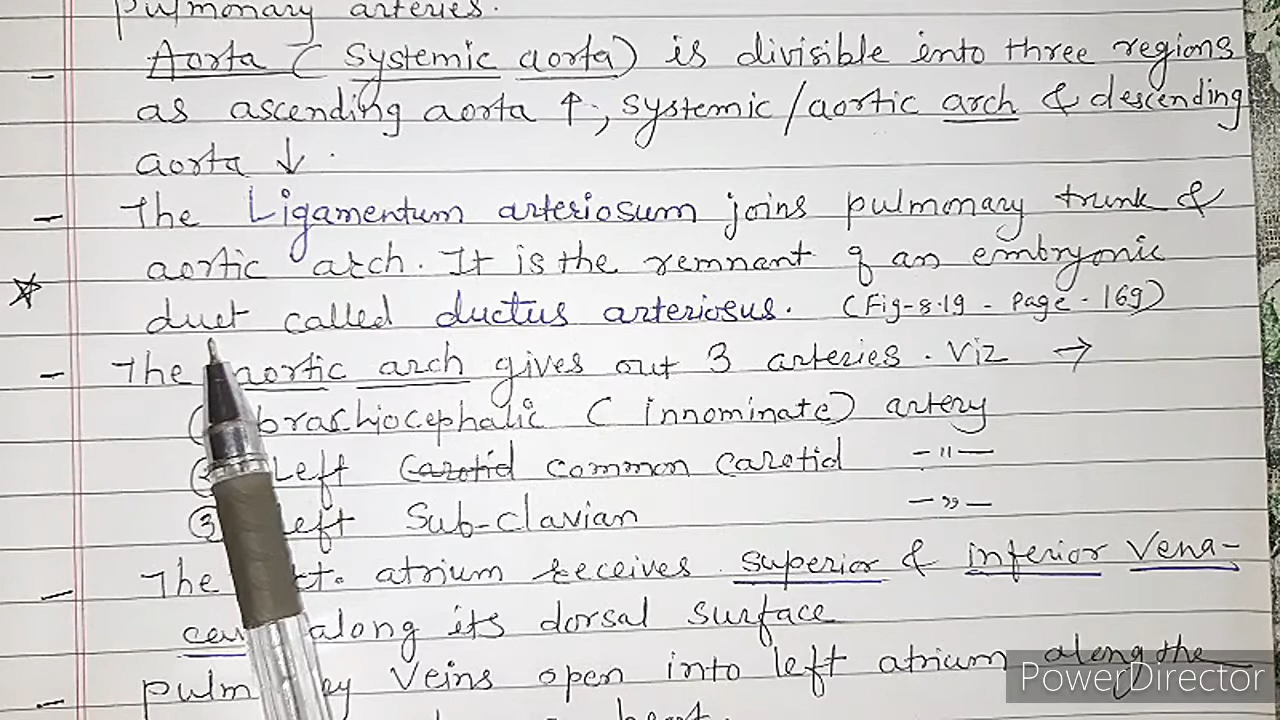 pulmonary arteries.
- Aorta (systemic aorta) is divisible into three regions
as ascending aorta ↑, systemic/aortic arch & descending
aorta ↓.
- The Ligamentum arteriosum joins pulmonary trunk &
aortic arch. It is the remnant of an embryonic
duct called ductus arteriosus. (Fig-8.19 - Page - 169)
- The aortic arch gives out 3 arteries. Viz →
① brachiocephalic (innominate) artery
② Left Carotid common carotid -"-
③ Left Sub-clavian -"-
- The atrium receives superior & inferior Vena-
along its dorsal surface
- Veins open into left atrium along the
heart.
PowerDirector